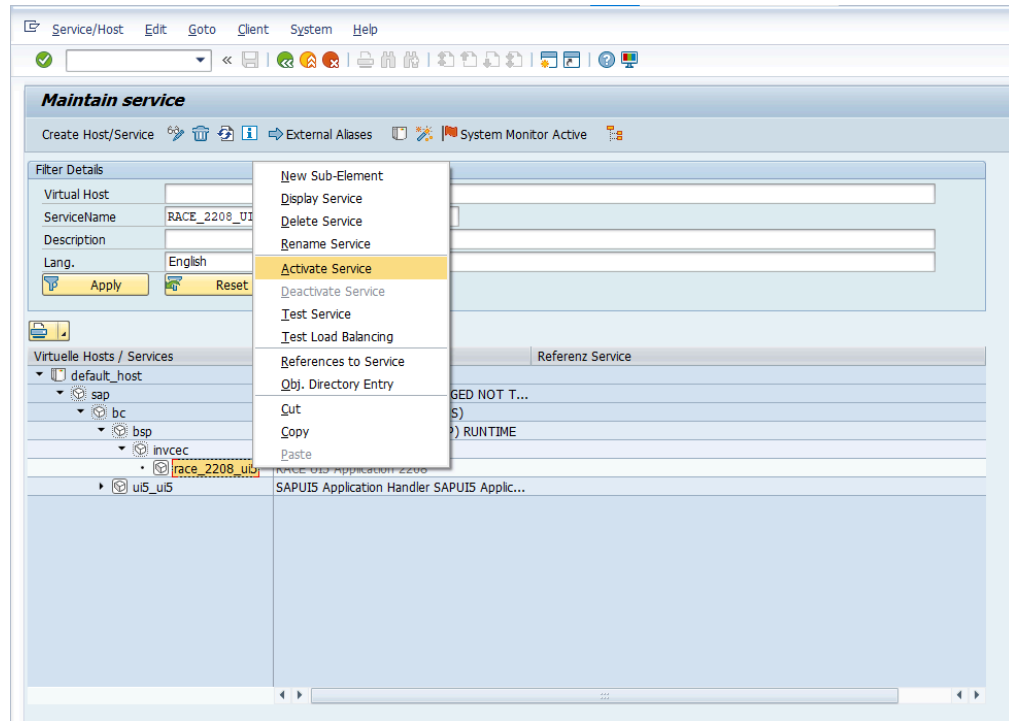 Service/Host Edit Goto Client System Help
Maintain service
Create Host/Service External Aliases System Monitor Active
Filter Details
Virtual Host
ServiceName RACE_2208_UI
Description
Lang. English
Apply Reset
New Sub-Element
Display Service
Delete Service
Rename Service
Activate Service
Deactivate Service
Test Service
Test Load Balancing
References to Service
Obj. Directory Entry
Cut
Copy
Paste
Virtuelle Hosts / Services Referenz Service
default_host
sap GED NOT T...
bc S)
bsp P) RUNTIME
invcec
race_2208_ui5 RACE UI5 Application 2208
ui5_ui5 SAPUI5 Application Handler SAPUI5 Applic...